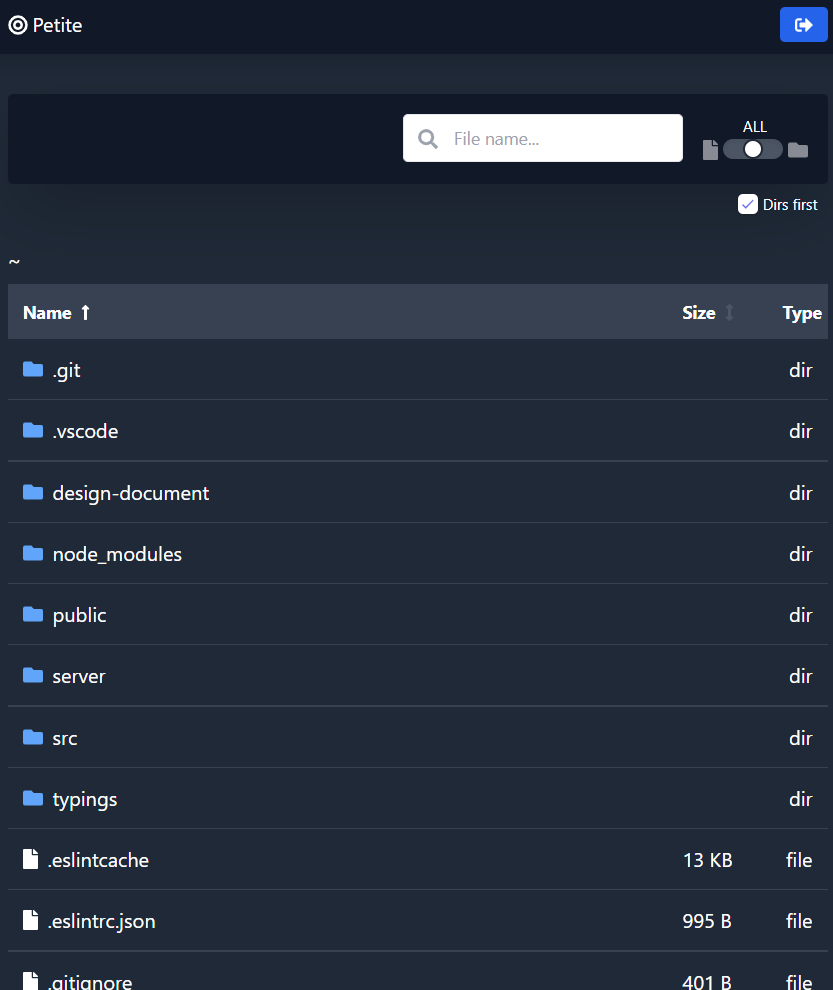 Petite
File name...
ALL
Dirs first
~
Name Size Type
.git dir
.vscode dir
design-document dir
node_modules dir
public dir
server dir
src dir
typings dir
.eslintcache 13 KB file
.eslintrc.json 995 B file
.gitignore 401 B file